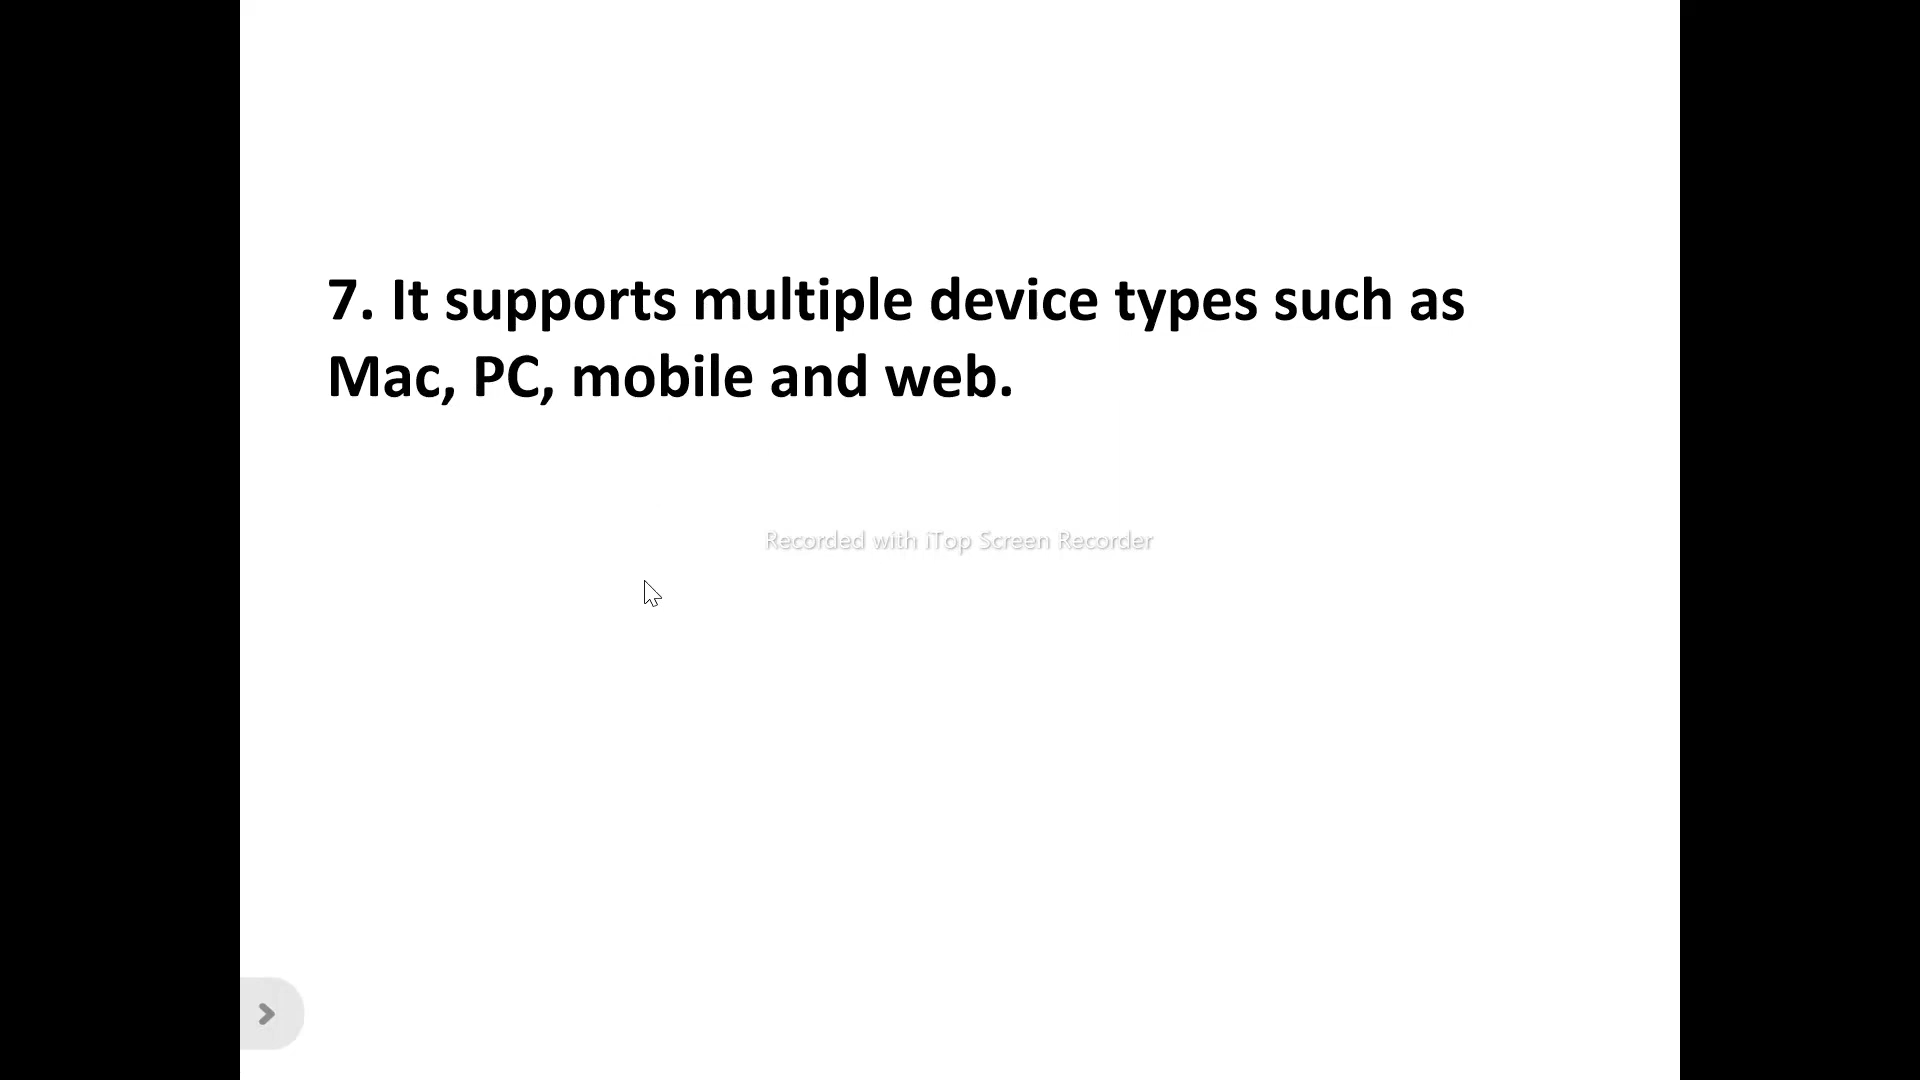 7. It supports multiple device types such as
Mac, PC, mobile and web.
Recorded with iTop Screen Recorder